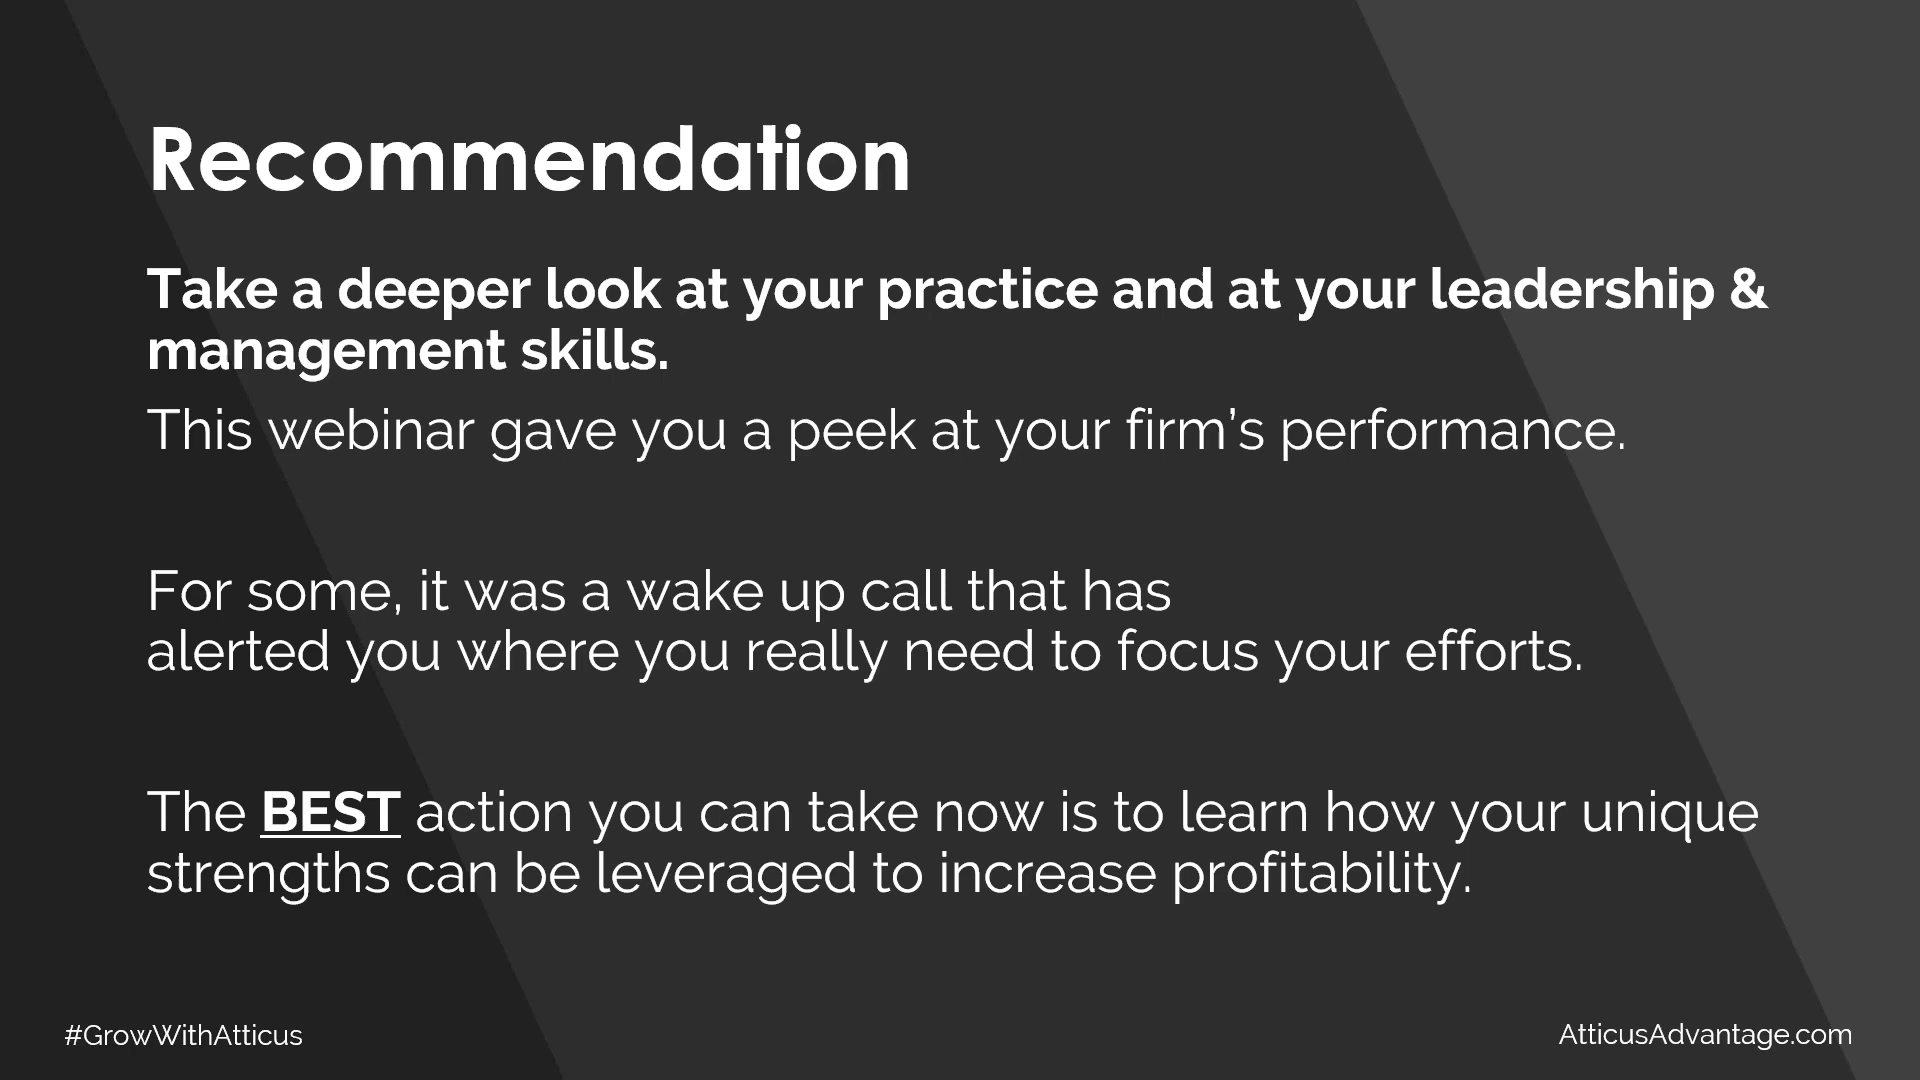 Recommendation
Take a deeper look at your practice and at your leadership &
management skills.
This webinar gave you a peek at your firm's performance.
For some, it was a wake up call that has
alerted you where you really need to focus your efforts.
The BEST action you can take now is to learn how your unique
strengths can be leveraged to increase profitability.
#GrowWithAtticus
AtticusAdvantage.com